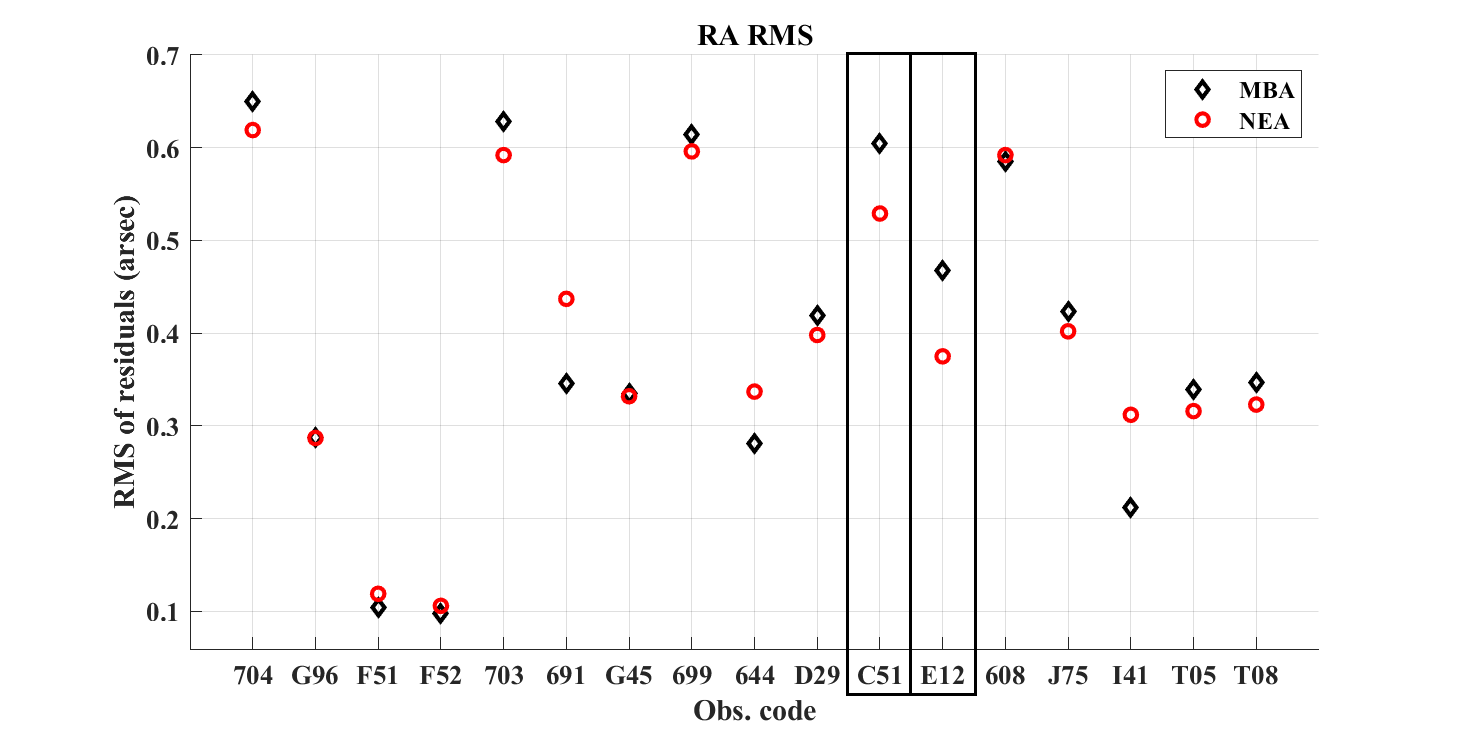 RA RMS
MBA
NEA
RMS of residuals (arsec)
0.7
0.6
0.5
0.4
0.3
0.2
0.1
704 G96 F51 F52 703 691 G45 699 644 D29 C51 E12 608 J75 I41 T05 T08
Obs. code